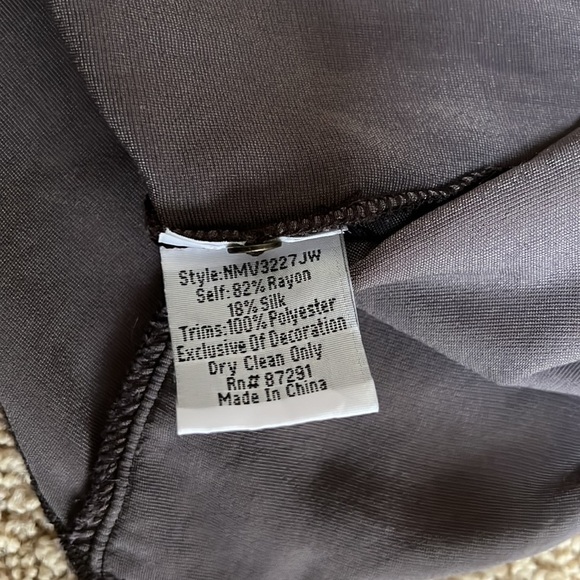 Style:NMV3227JW
Self:82%Rayon
18%Silk
Trims:100%Polyester
Exclusive Of Decoration
Dry Clean Only
Rn# 87291
Made In China